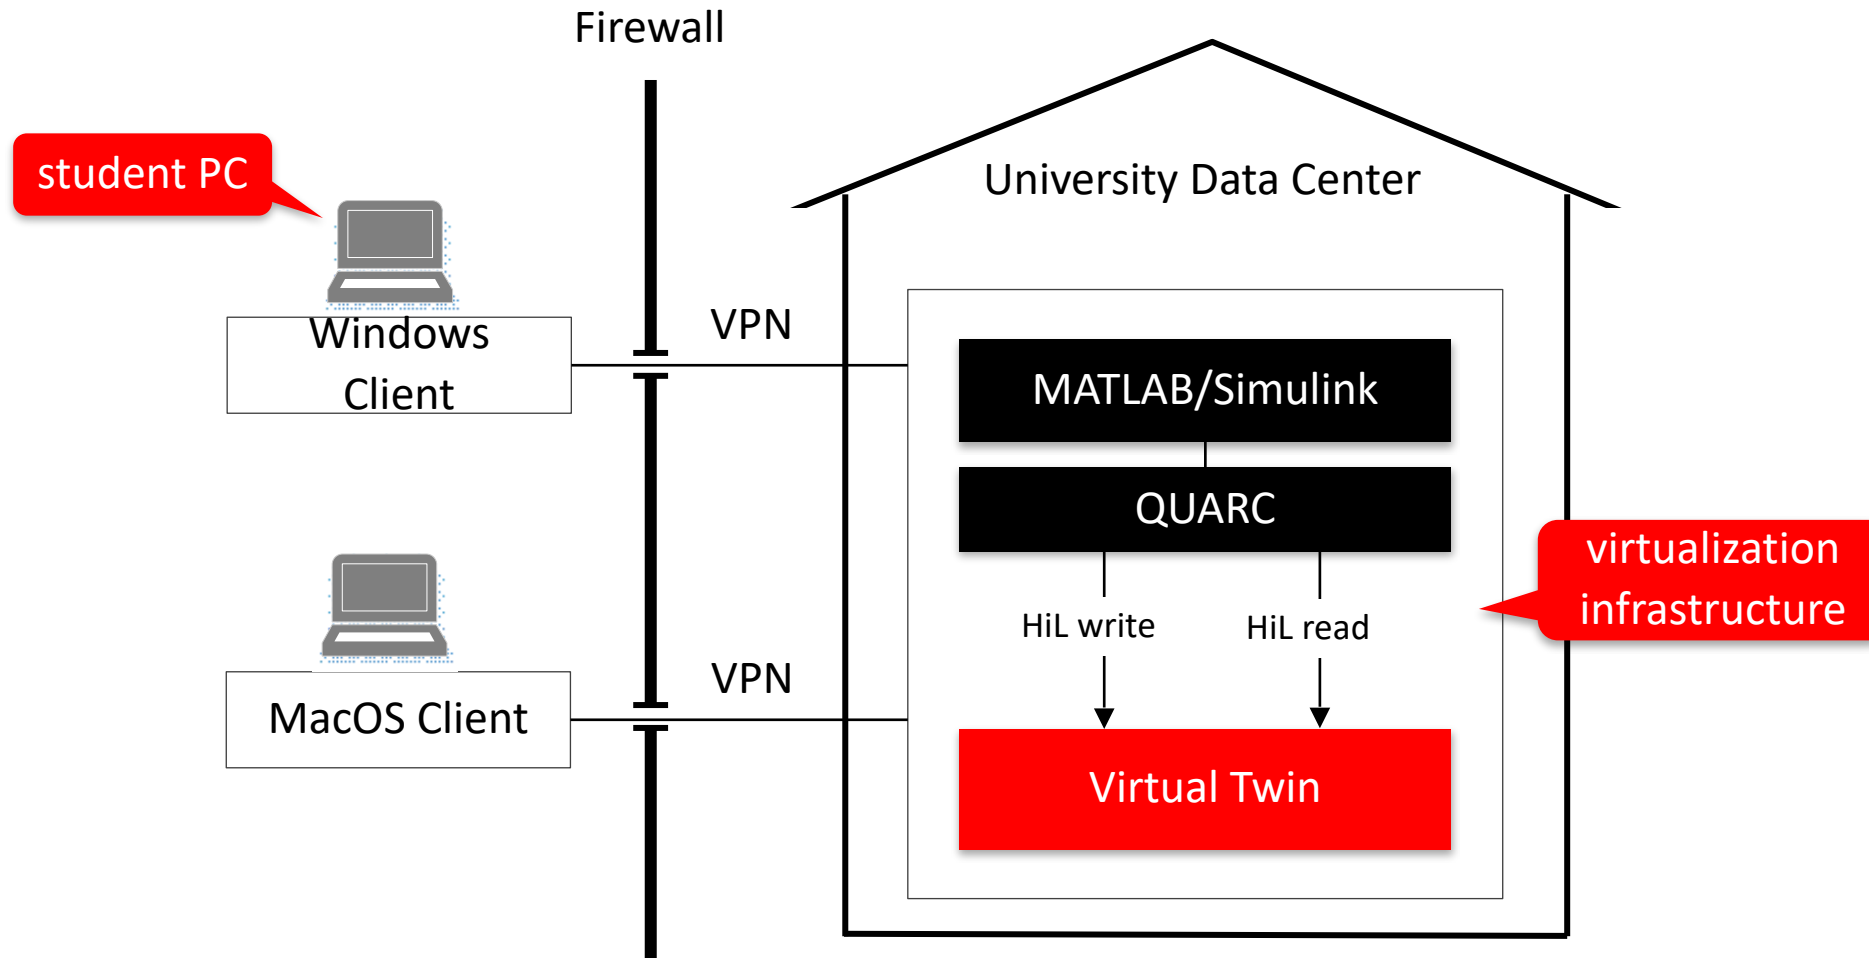 Firewall
student PC
University Data Center
Windows
Client
VPN
MATLAB/Simulink
QUARC
virtualization
infrastructure
HiL write
HiL read
MacOS Client
VPN
Virtual Twin